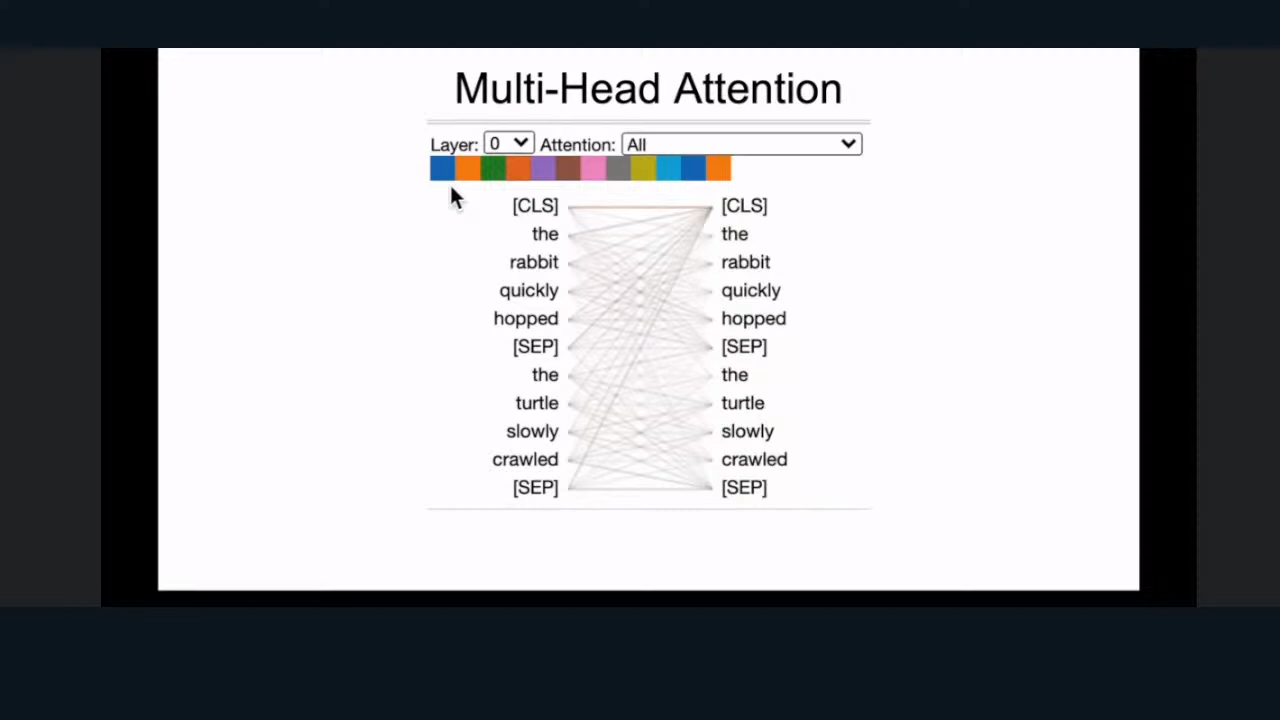 Multi-Head Attention
Layer: 0 Attention: All
[CLS] [CLS]
the the
rabbit rabbit
quickly quickly
hopped hopped
[SEP] [SEP]
the the
turtle turtle
slowly slowly
crawled crawled
[SEP] [SEP]